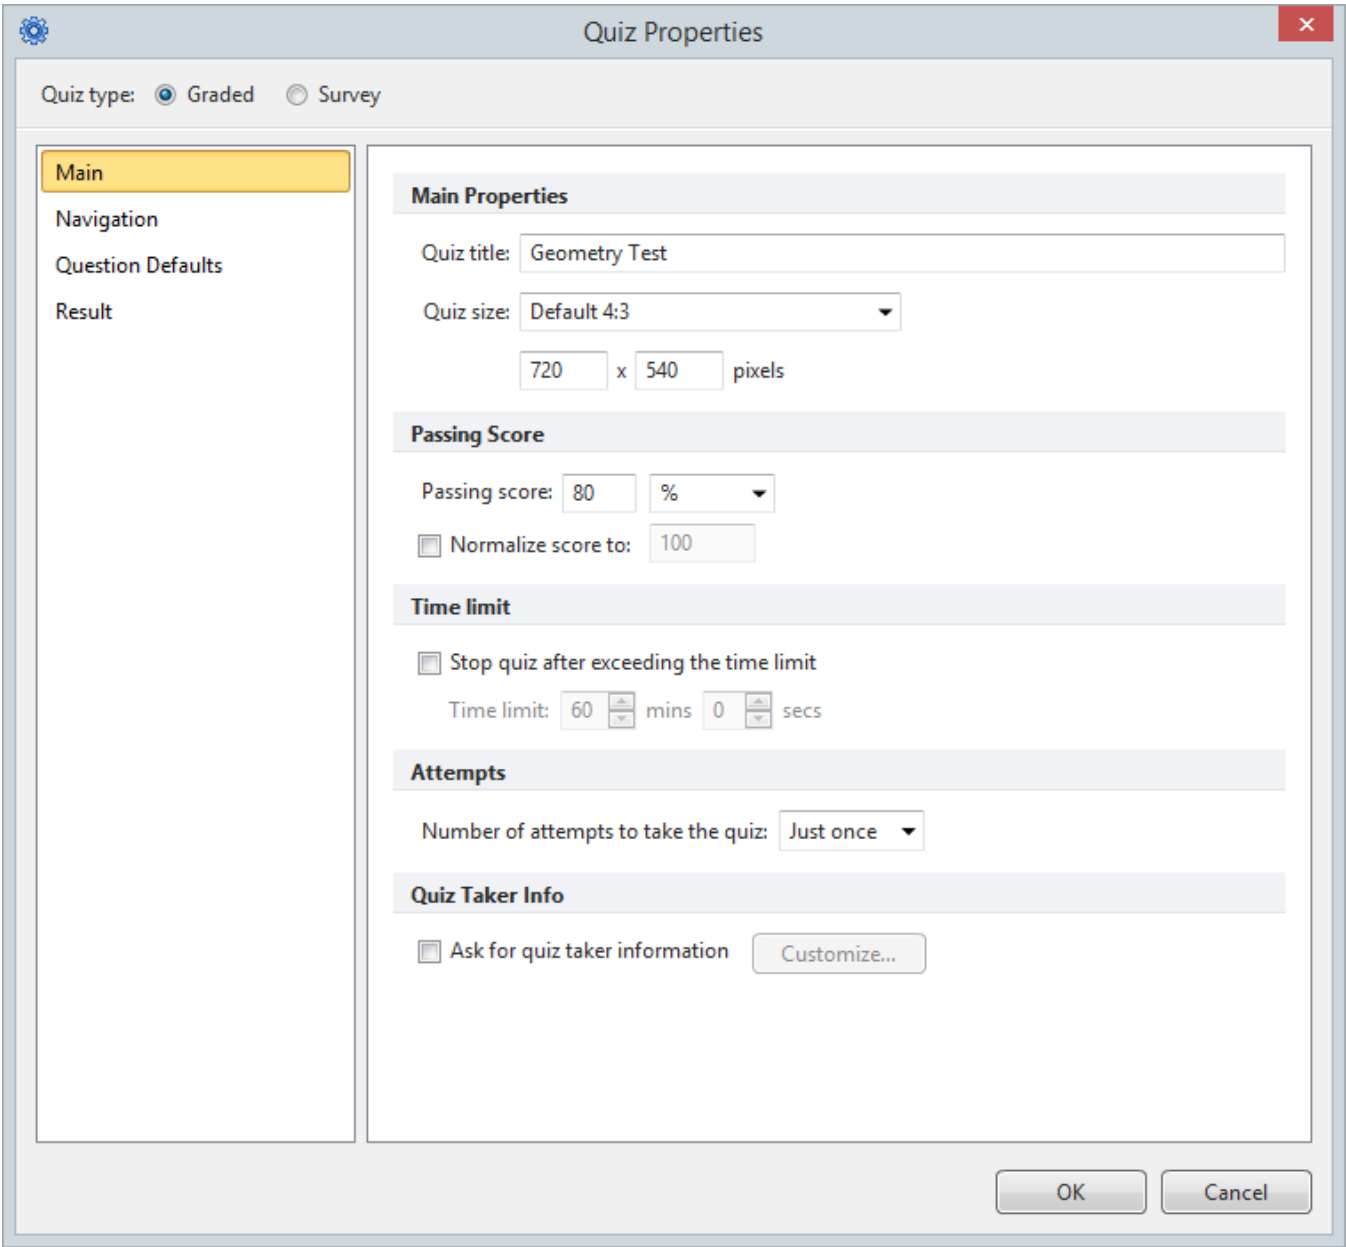 Quiz Properties
Quiz type: Graded Survey
Main
Navigation
Question Defaults
Result
Main Properties
Quiz title: Geometry Test
Quiz size: Default 4:3
720 x 540 pixels
Passing Score
Passing score: 80 %
Normalize score to: 100
Time limit
Stop quiz after exceeding the time limit
Time limit: 60 mins 0 secs
Attempts
Number of attempts to take the quiz: Just once
Quiz Taker Info
Ask for quiz taker information Customize...
OK Cancel